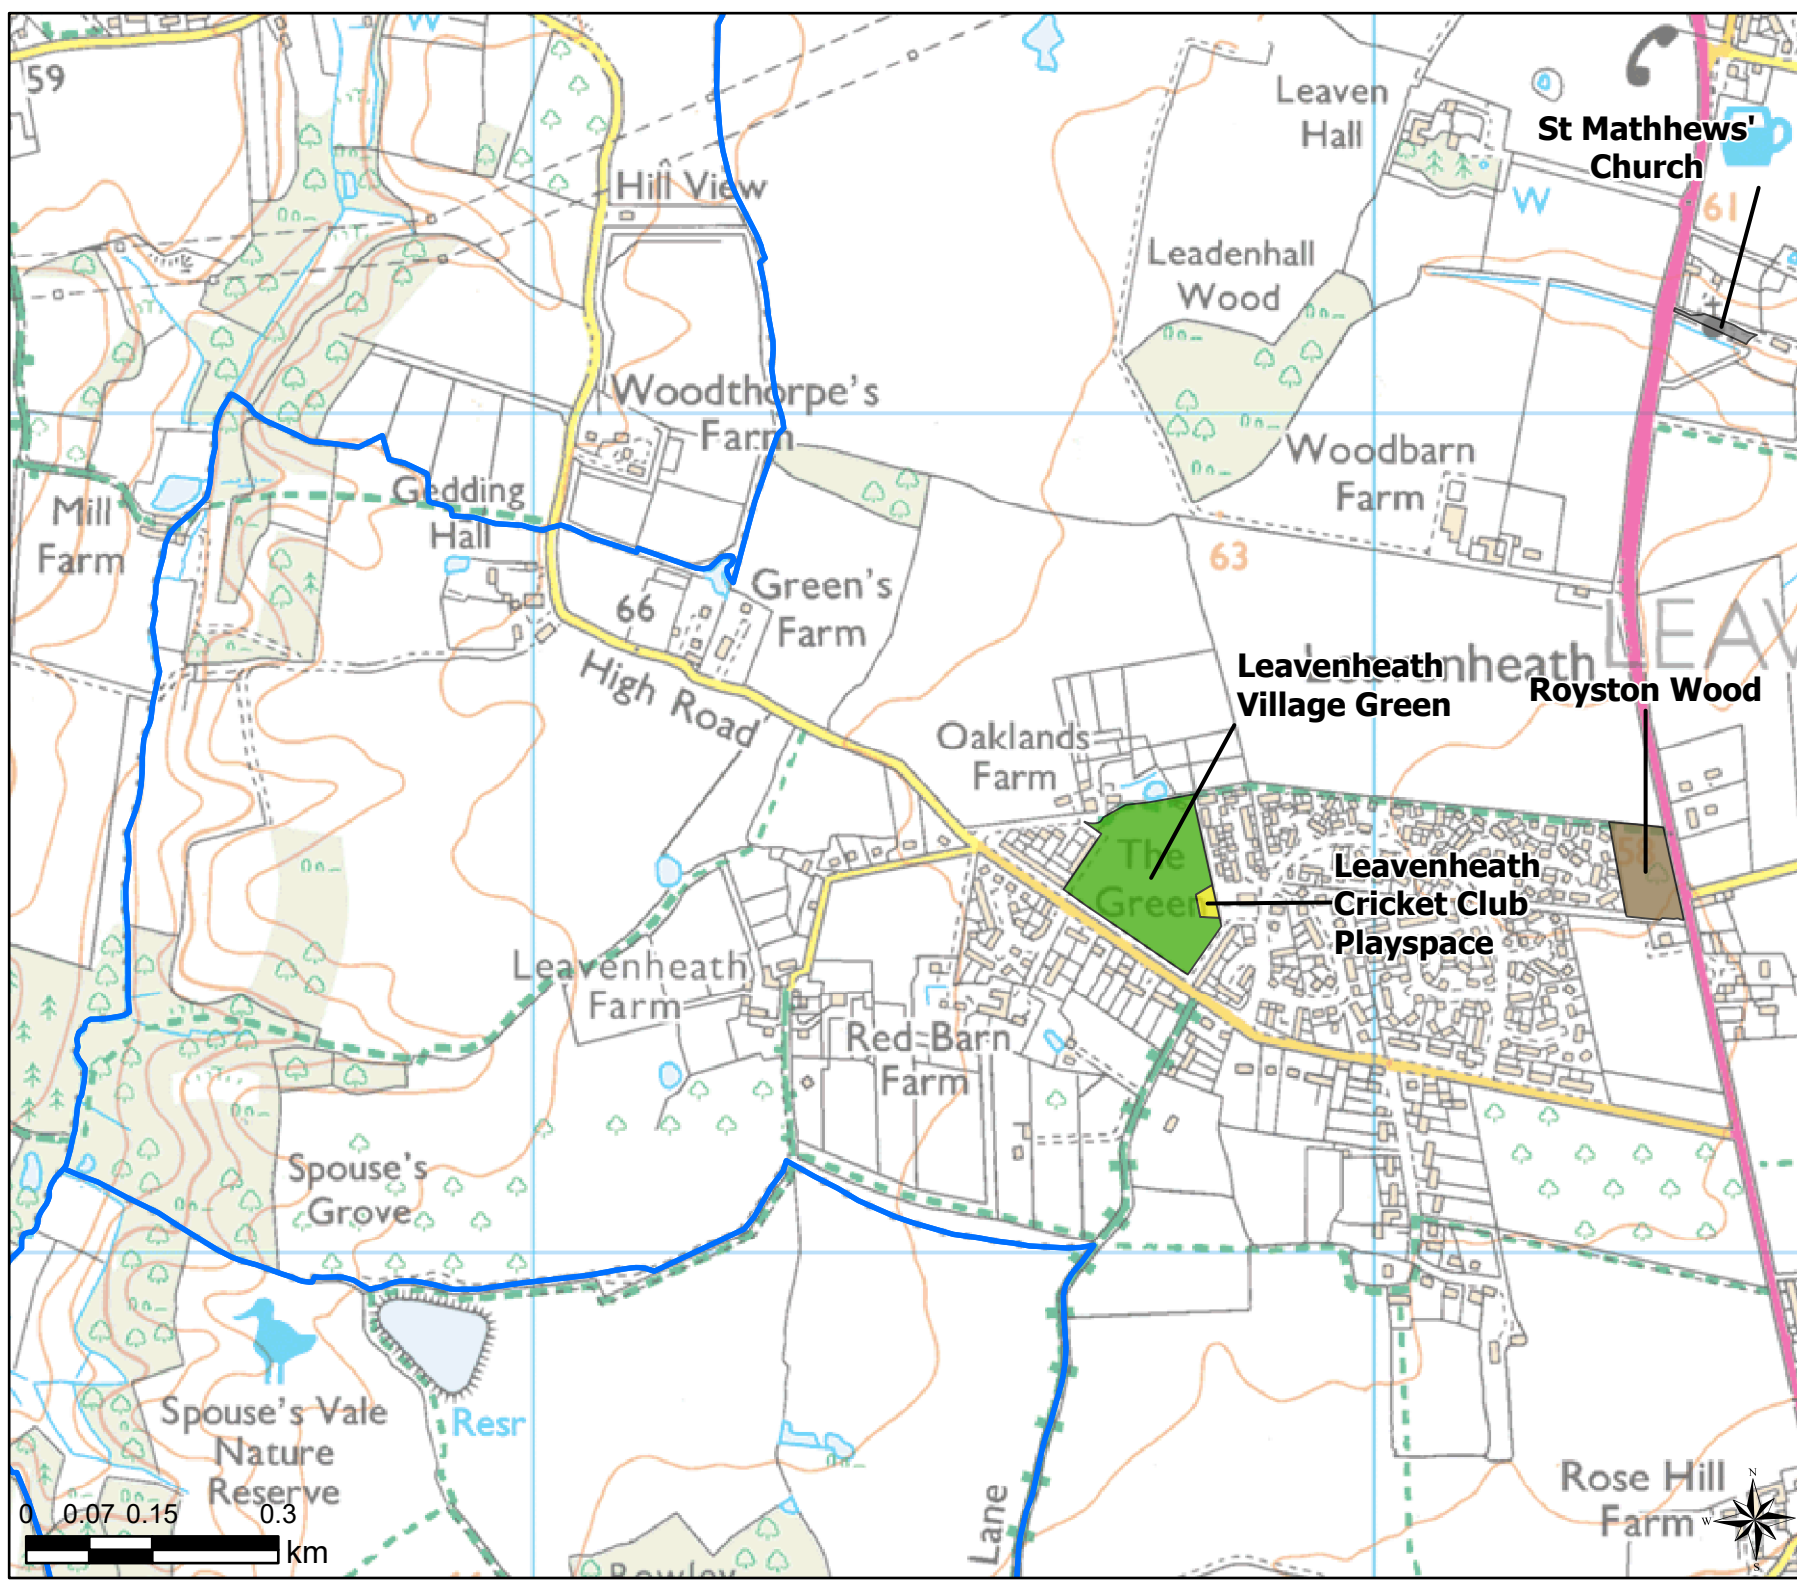 59
W
Leaven
Hall
St Mathhews'
Church
61
W
Hill View
Leadenhall
Wood
Woodthorpe's
Farm
Woodbarn
Farm
Gedding
Hall
Mill
Farm
63
Green's
Farm
66
High Road
LEAV
Leavenheath
Leavenheath
Village Green
Royston Wood
Oaklands
Farm
The
Green
58
Leavenheath
Cricket Club
Playspace
Leavenheath
Farm
Red Barn
Farm
Spouse's
Grove
Spouse's Vale
Nature
Reserve
Resr
Lane
Rose Hill
Farm
N
W
S
0 0.07 0.15 0.3
km
Rowley